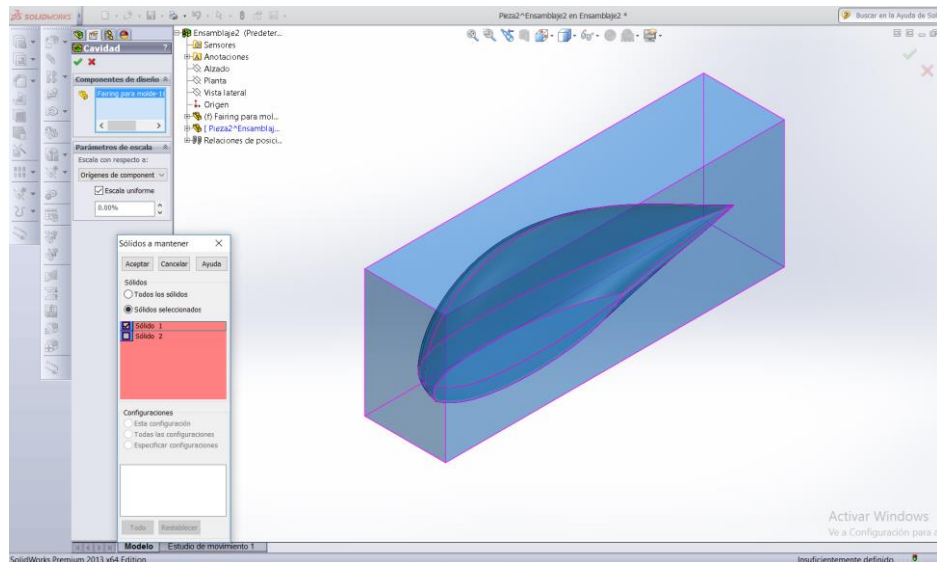 SOLIDWORKS
Pieza2^Ensamblaje2 en Ensamblaje2 *
Buscar en la Ayuda de Sol
Cavidad
?
Componentes de diseño
Fairing para molde-1
Parámetros de escala
Escala con respecto a:
Orígenes de component
Escala uniforme
0.00%
Ensamblaje2 (Predeter...
Sensores
Anotaciones
Alzado
Planta
Vista lateral
Origen
(f) Fairing para mol...
[ Pieza2^Ensamblaj...
Relaciones de posici...
Sólidos a mantener
Aceptar Cancelar Ayuda
Sólidos
Todos los sólidos
Sólidos seleccionados
Sólido 1
Sólido 2
Configuraciones
Esta configuración
Todas las configuraciones
Especificar configuraciones
Todo Restablecer
Activar Windows
Ve a Configuración para a
Modelo Estudio de movimiento 1
SolidWorks Premium 2013 x64 Edition
Insuficientemente definido